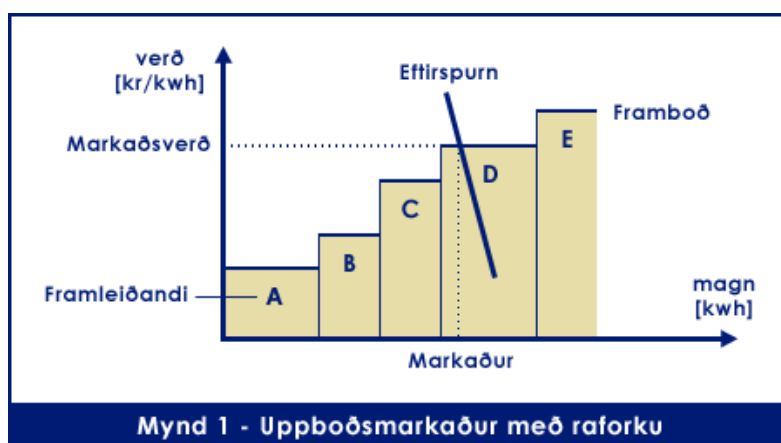 verð
[kr/kwh]
Eftirspurn
Framboð
Markaðsverð
E
D
C
B
A
Framleiðandi
magn
[kwh]
Markaður
Mynd 1 - Uppboðsmarkaður með raforku